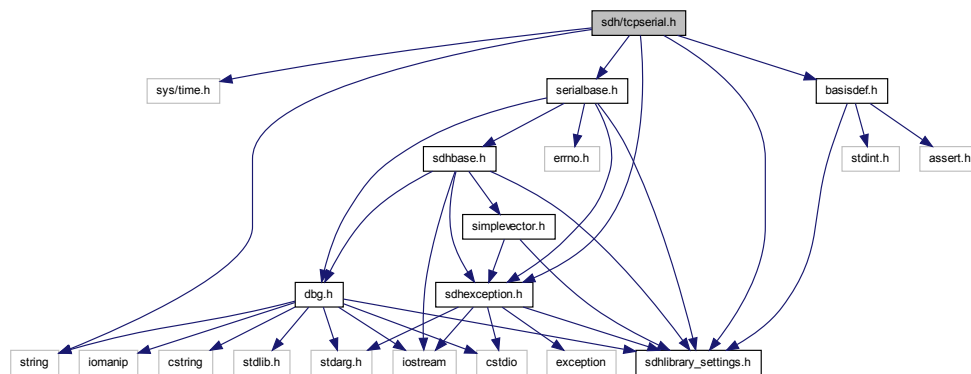 sdh/tcpserial.h
sys/time.h
serialbase.h
basisdef.h
sdhbase.h
errno.h
stdint.h
assert.h
simplevector.h
dbg.h
sdhexception.h
string
iomanip
cstring
stdlib.h
stdarg.h
iostream
cstdio
exception
sdhlibrary_settings.h